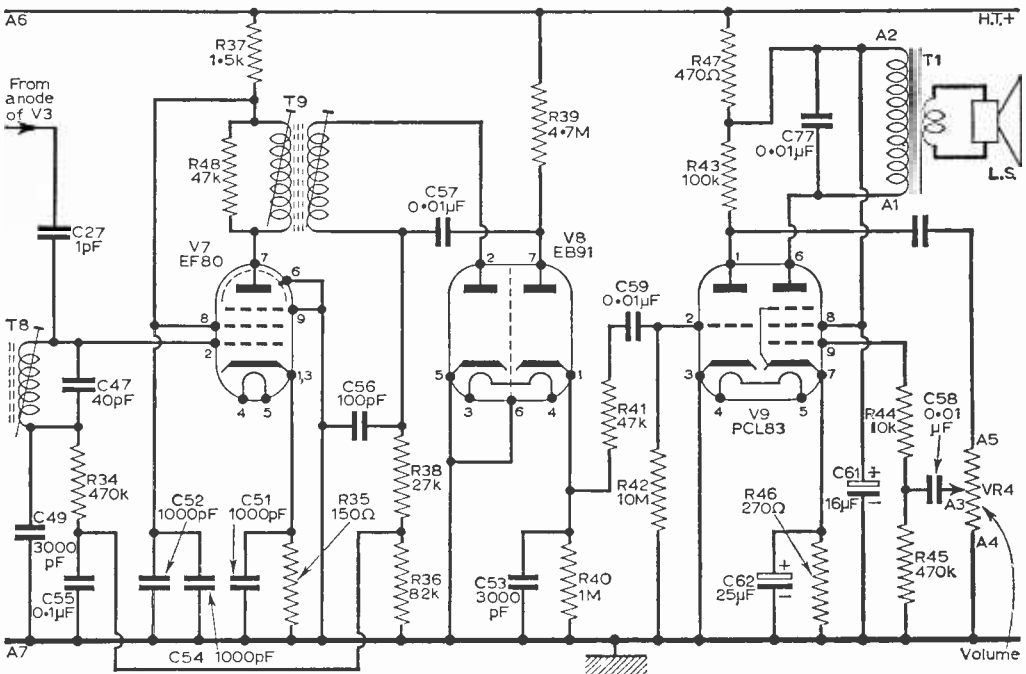 A6
H.T.+
R37
1·5k
R47
470Ω
A2
T1
From
anode
of V3
T9
R39
4·7M
C77
0·01µF
R48
47k
R43
100k
L.S.
C57
0·01µF
A1
C27
1pF
V7
EF80
7
6
2
7
V8
EB91
1
6
C59
0·01µF
T8
8
2
9
2
8
9
C47
40pF
1,3
5
1
3
7
4
5
C56
100pF
3
6
4
4
5
V9
PCL83
R44
10k
C58
0·01
µF
R41
47k
R34
470k
R38
27k
R42
10M
A5
C52
1000pF
C51
1000pF
R35
150Ω
R46
270Ω
C61
+
16µF
−
VR4
A3
C49
3000
pF
A4
C55
0·1µF
R36
82k
C53
3000
pF
R40
1M
C62
25µF
+
−
R45
470k
A7
C54
1000pF
Volume